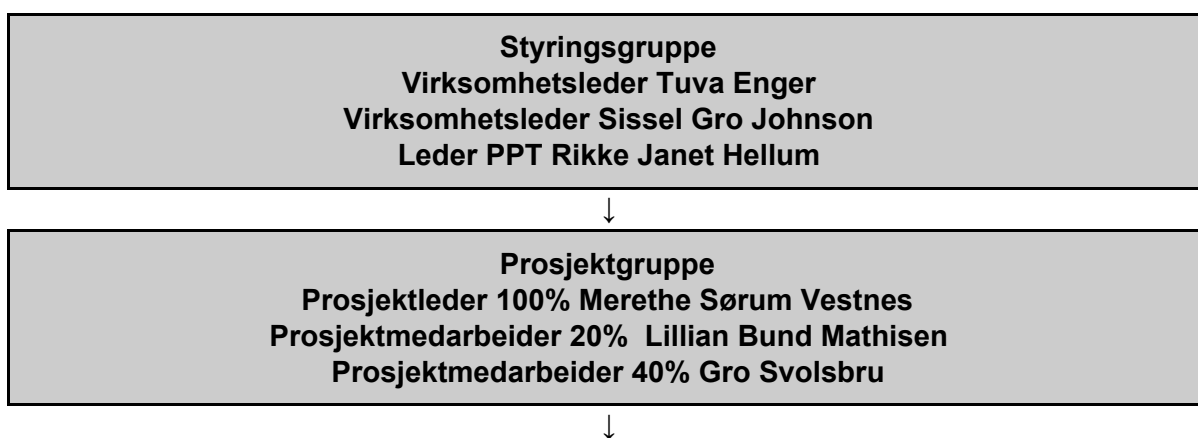 Styringsgruppe
Virksomhetsleder Tuva Enger
Virksomhetsleder Sissel Gro Johnson
Leder PPT Rikke Janet Hellum
↓
Prosjektgruppe
Prosjektleder 100% Merethe Sørum Vestnes
Prosjektmedarbeider 20%  Lillian Bund Mathisen
Prosjektmedarbeider 40% Gro Svolsbru
↓